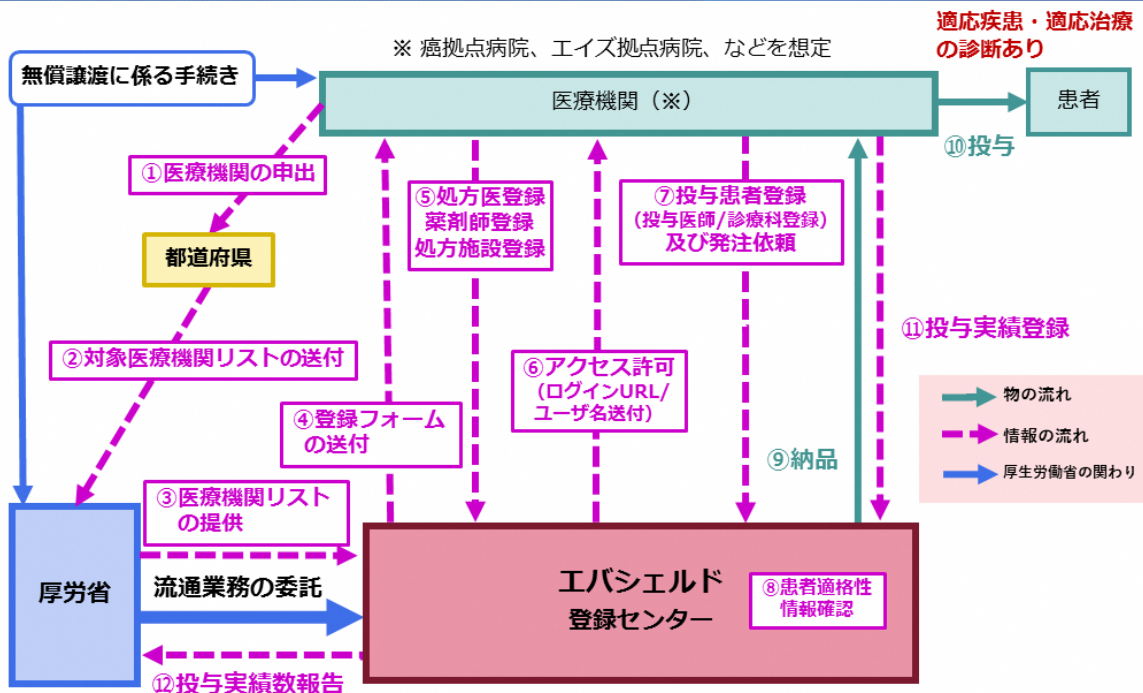 適応疾患・適応治療
の診断あり
※ 癌拠点病院、エイズ拠点病院、などを想定
無償譲渡に係る手続き
医療機関（※）
患者
⑩投与
①医療機関の申出
⑤処方医登録
薬剤師登録
処方施設登録
⑦投与患者登録
(投与医師/診療科登録)
及び発注依頼
都道府県
⑪投与実績登録
②対象医療機関リストの送付
⑥アクセス許可
(ログインURL/
ユーザ名送付)
④登録フォーム
の送付
⑨納品
物の流れ
情報の流れ
厚生労働省の関わり
③医療機関リスト
の提供
厚労省
流通業務の委託
エバシェルド
登録センター
⑧患者適格性
情報確認
⑫投与実績数報告